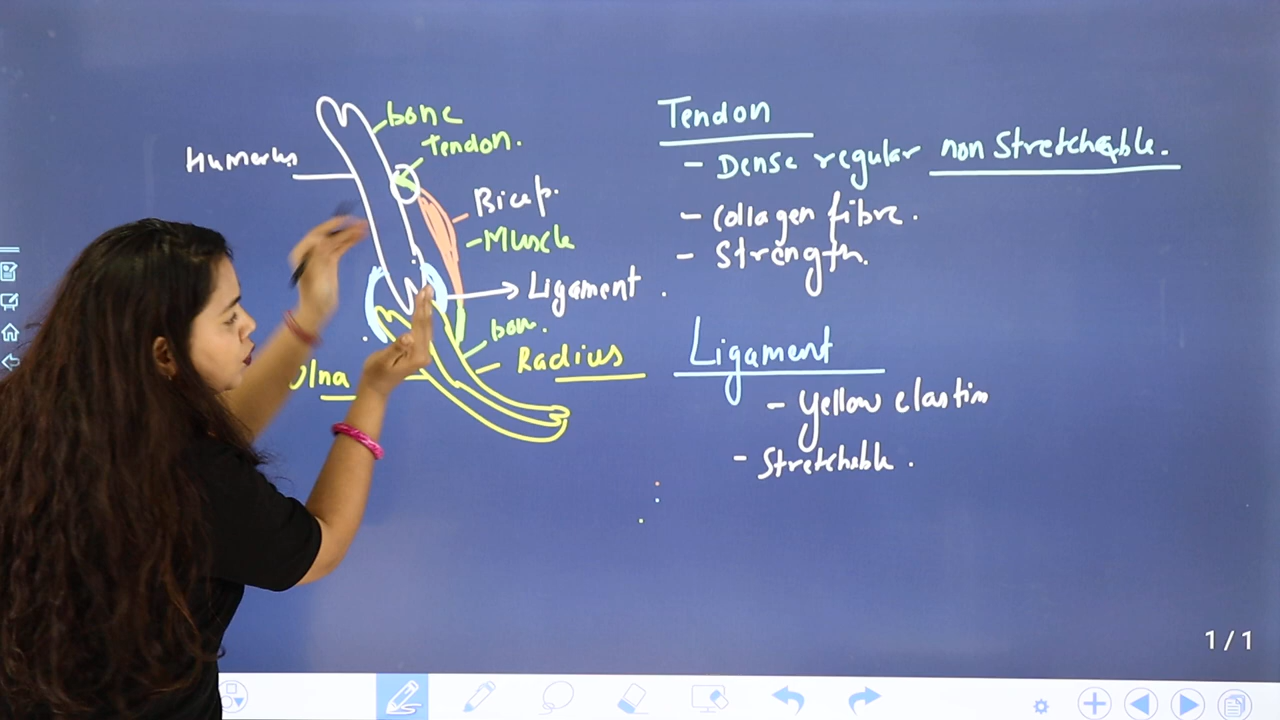 bone
Tendon.
Humerus
Bicep.
- Muscle
Ligament.
bon.
Radius
Ulna
Tendon
- Dense regular non Stretcheable.
- Collagen fibre.
- Strength.
Ligament
- Yellow elastin
- Stretchable.
1/1